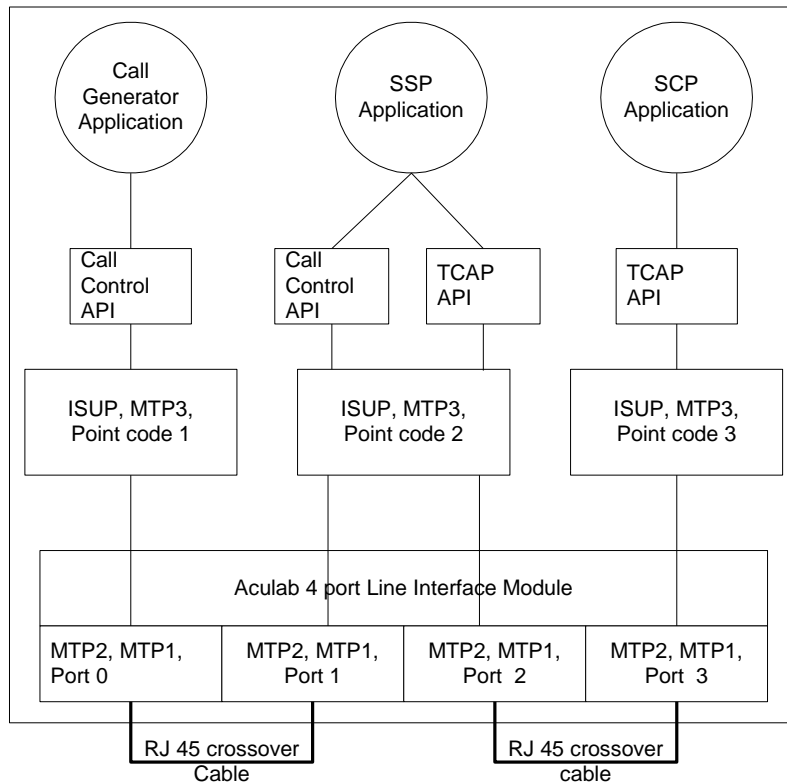 Call
Generator
Application
SSP
Application
SCP
Application
Call
Control
API
Call
Control
API
TCAP
API
TCAP
API
ISUP, MTP3,
Point code 1
ISUP, MTP3,
Point code 2
ISUP, MTP3,
Point code 3
Aculab 4 port Line Interface Module
MTP2, MTP1,
Port 0
MTP2, MTP1,
Port 1
MTP2, MTP1,
Port 2
MTP2, MTP1,
Port 3
RJ 45 crossover
Cable
RJ 45 crossover
cable